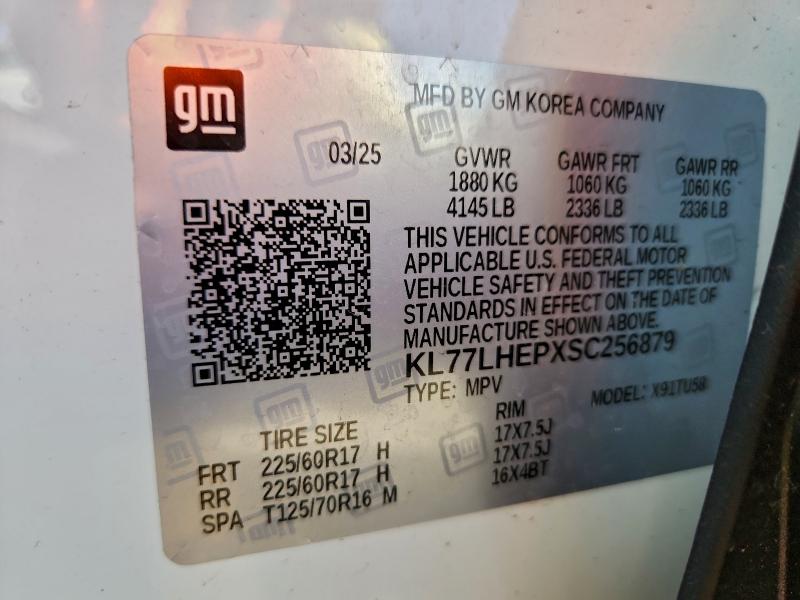 gm
MFD BY GM KOREA COMPANY
03/25
GVWR GAWR FRT GAWR RR
1880 KG 1060 KG 1060 KG
4145 LB 2336 LB 2336 LB
THIS VEHICLE CONFORMS TO ALL
APPLICABLE U.S. FEDERAL MOTOR
VEHICLE SAFETY AND THEFT PREVENTION
STANDARDS IN EFFECT ON THE DATE OF
MANUFACTURE SHOWN ABOVE.
KL77LHEPXSC256879
TYPE: MPV MODEL: X91TU58
TIRE SIZE RIM
FRT 225/60R17 H 17X7.5J
RR 225/60R17 H 17X7.5J
SPA T125/70R16 M 16X4BT